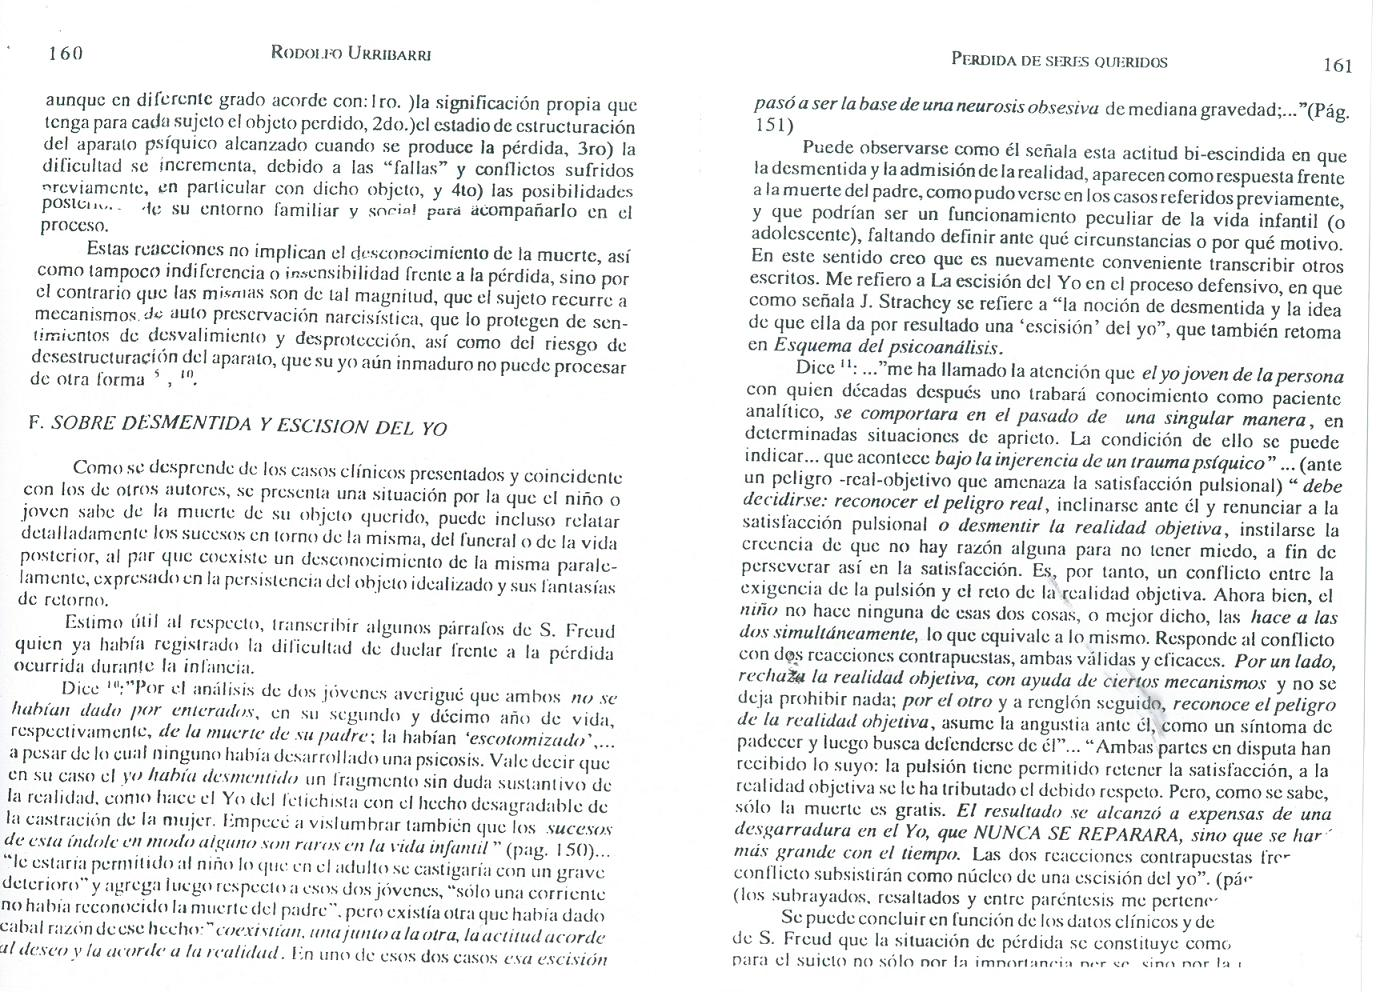 160
RODOLFO URRIBARRI
aunque en diferente grado acorde con:1ro. )la significación propia que
tenga para cada sujeto el objeto perdido, 2do.)el estadio de estructuración
del aparato psíquico alcanzado cuando se produce la pérdida, 3ro) la
dificultad se incrementa, debido a las “fallas” y conflictos sufridos
previamente, en particular con dicho objeto, y 4to) las posibilidades
de su entorno familiar y social para acompañarlo en el
proceso.
Estas reacciones no implican el desconocimiento de la muerte, así
como tampoco indiferencia o insensibilidad frente a la pérdida, sino por
el contrario que las mismas son de tal magnitud, que el sujeto recurre a
mecanismos de auto preservación narcisística, que lo protegen de sen-
timientos de desvalimiento y desprotección, así como del riesgo de
desestructuración del aparato, que su yo aún inmaduro no puede procesar
de otra forma ⁵ , ¹⁰.
F. SOBRE DESMENTIDA Y ESCISION DEL YO
Como se desprende de los casos clínicos presentados y coincidente
con los de otros autores, se presenta una situación por la que el niño o
joven sabe de la muerte de su objeto querido, puede incluso relatar
detalladamente los sucesos en torno de la misma, del funeral o de la vida
posterior, al par que coexiste un desconocimiento de la misma parale-
lamente, expresado en la persistencia del objeto idealizado y sus fantasías
de retorno.
Estimo útil al respecto, transcribir algunos párrafos de S. Freud
quien ya había registrado la dificultad de duelar frente a la pérdida
ocurrida durante la infancia.
Dice ¹⁰:”Por el análisis de dos jóvenes averigué que ambos no se
habían dado por enterados, en su segundo y décimo año de vida,
respectivamente, de la muerte de su padre; la habían ‘escotomizado’,...
a pesar de lo cual ninguno había desarrollado una psicosis. Vale decir que
en su caso el yo había desmentido un fragmento sin duda sustantivo de
la realidad, como hace el Yo del fetichista con el hecho desagradable de
la castración de la mujer. Empecé a vislumbrar también que los sucesos
de esta índole en modo alguno son raros en la vida infantil ” (pag. 150)...
“le estaría permitido al niño lo que en el adulto se castigaría con un grave
deterioro” y agrega luego respecto a esos dos jóvenes, “sólo una corriente
no había reconocido la muerte del padre”, pero existía otra que había dado
cabal razón de ese hecho:” coexistían, una junto a la otra, la actitud acorde
al deseo y la acorde a la realidad. En uno de esos dos casos esa escisión
PERDIDA DE SERES QUERIDOS
161
pasó a ser la base de una neurosis obsesiva de mediana gravedad;...”(Pág.
151)
Puede observarse como él señala esta actitud bi-escindida en que
la desmentida y la admisión de la realidad, aparecen como respuesta frente
a la muerte del padre, como pudo verse en los casos referidos previamente,
y que podrían ser un funcionamiento peculiar de la vida infantil (o
adolescente), faltando definir ante qué circunstancias o por qué motivo.
En este sentido creo que es nuevamente conveniente transcribir otros
escritos. Me refiero a La escisión del Yo en el proceso defensivo, en que
como señala J. Strachey se refiere a “la noción de desmentida y la idea
de que ella da por resultado una ‘escisión’ del yo”, que también retoma
en Esquema del psicoanálisis.
Dice ¹¹: ...”me ha llamado la atención que el yo joven de la persona
con quien décadas después uno trabará conocimiento como paciente
analítico, se comportara en el pasado de una singular manera, en
determinadas situaciones de aprieto. La condición de ello se puede
indicar... que acontece bajo la injerencia de un trauma psíquico” ... (ante
un peligro -real-objetivo que amenaza la satisfacción pulsional) “ debe
decidirse: reconocer el peligro real, inclinarse ante él y renunciar a la
satisfacción pulsional o desmentir la realidad objetiva, instilarse la
creencia de que no hay razón alguna para no tener miedo, a fin de
perseverar así en la satisfacción. Es, por tanto, un conflicto entre la
exigencia de la pulsión y el reto de la realidad objetiva. Ahora bien, el
niño no hace ninguna de esas dos cosas, o mejor dicho, las hace a las
dos simultáneamente, lo que equivale a lo mismo. Responde al conflicto
con dos reacciones contrapuestas, ambas válidas y eficaces. Por un lado,
rechaza la realidad objetiva, con ayuda de ciertos mecanismos y no se
deja prohibir nada; por el otro y a renglón seguido, reconoce el peligro
de la realidad objetiva, asume la angustia ante él, como un síntoma de
padecer y luego busca defenderse de él”... “Ambas partes en disputa han
recibido lo suyo: la pulsión tiene permitido retener la satisfacción, a la
realidad objetiva se le ha tributado el debido respeto. Pero, como se sabe,
sólo la muerte es gratis. El resultado se alcanzó a expensas de una
desgarradura en el Yo, que NUNCA SE REPARARA, sino que se har
más grande con el tiempo. Las dos reacciones contrapuestas fre
conflicto subsistirán como núcleo de una escisión del yo”. (pá
(los subrayados, resaltados y entre paréntesis me pertene
Se puede concluir en función de los datos clínicos y de
de S. Freud que la situación de pérdida se constituye como
para el sujeto no sólo por la importancia per se, sino por la